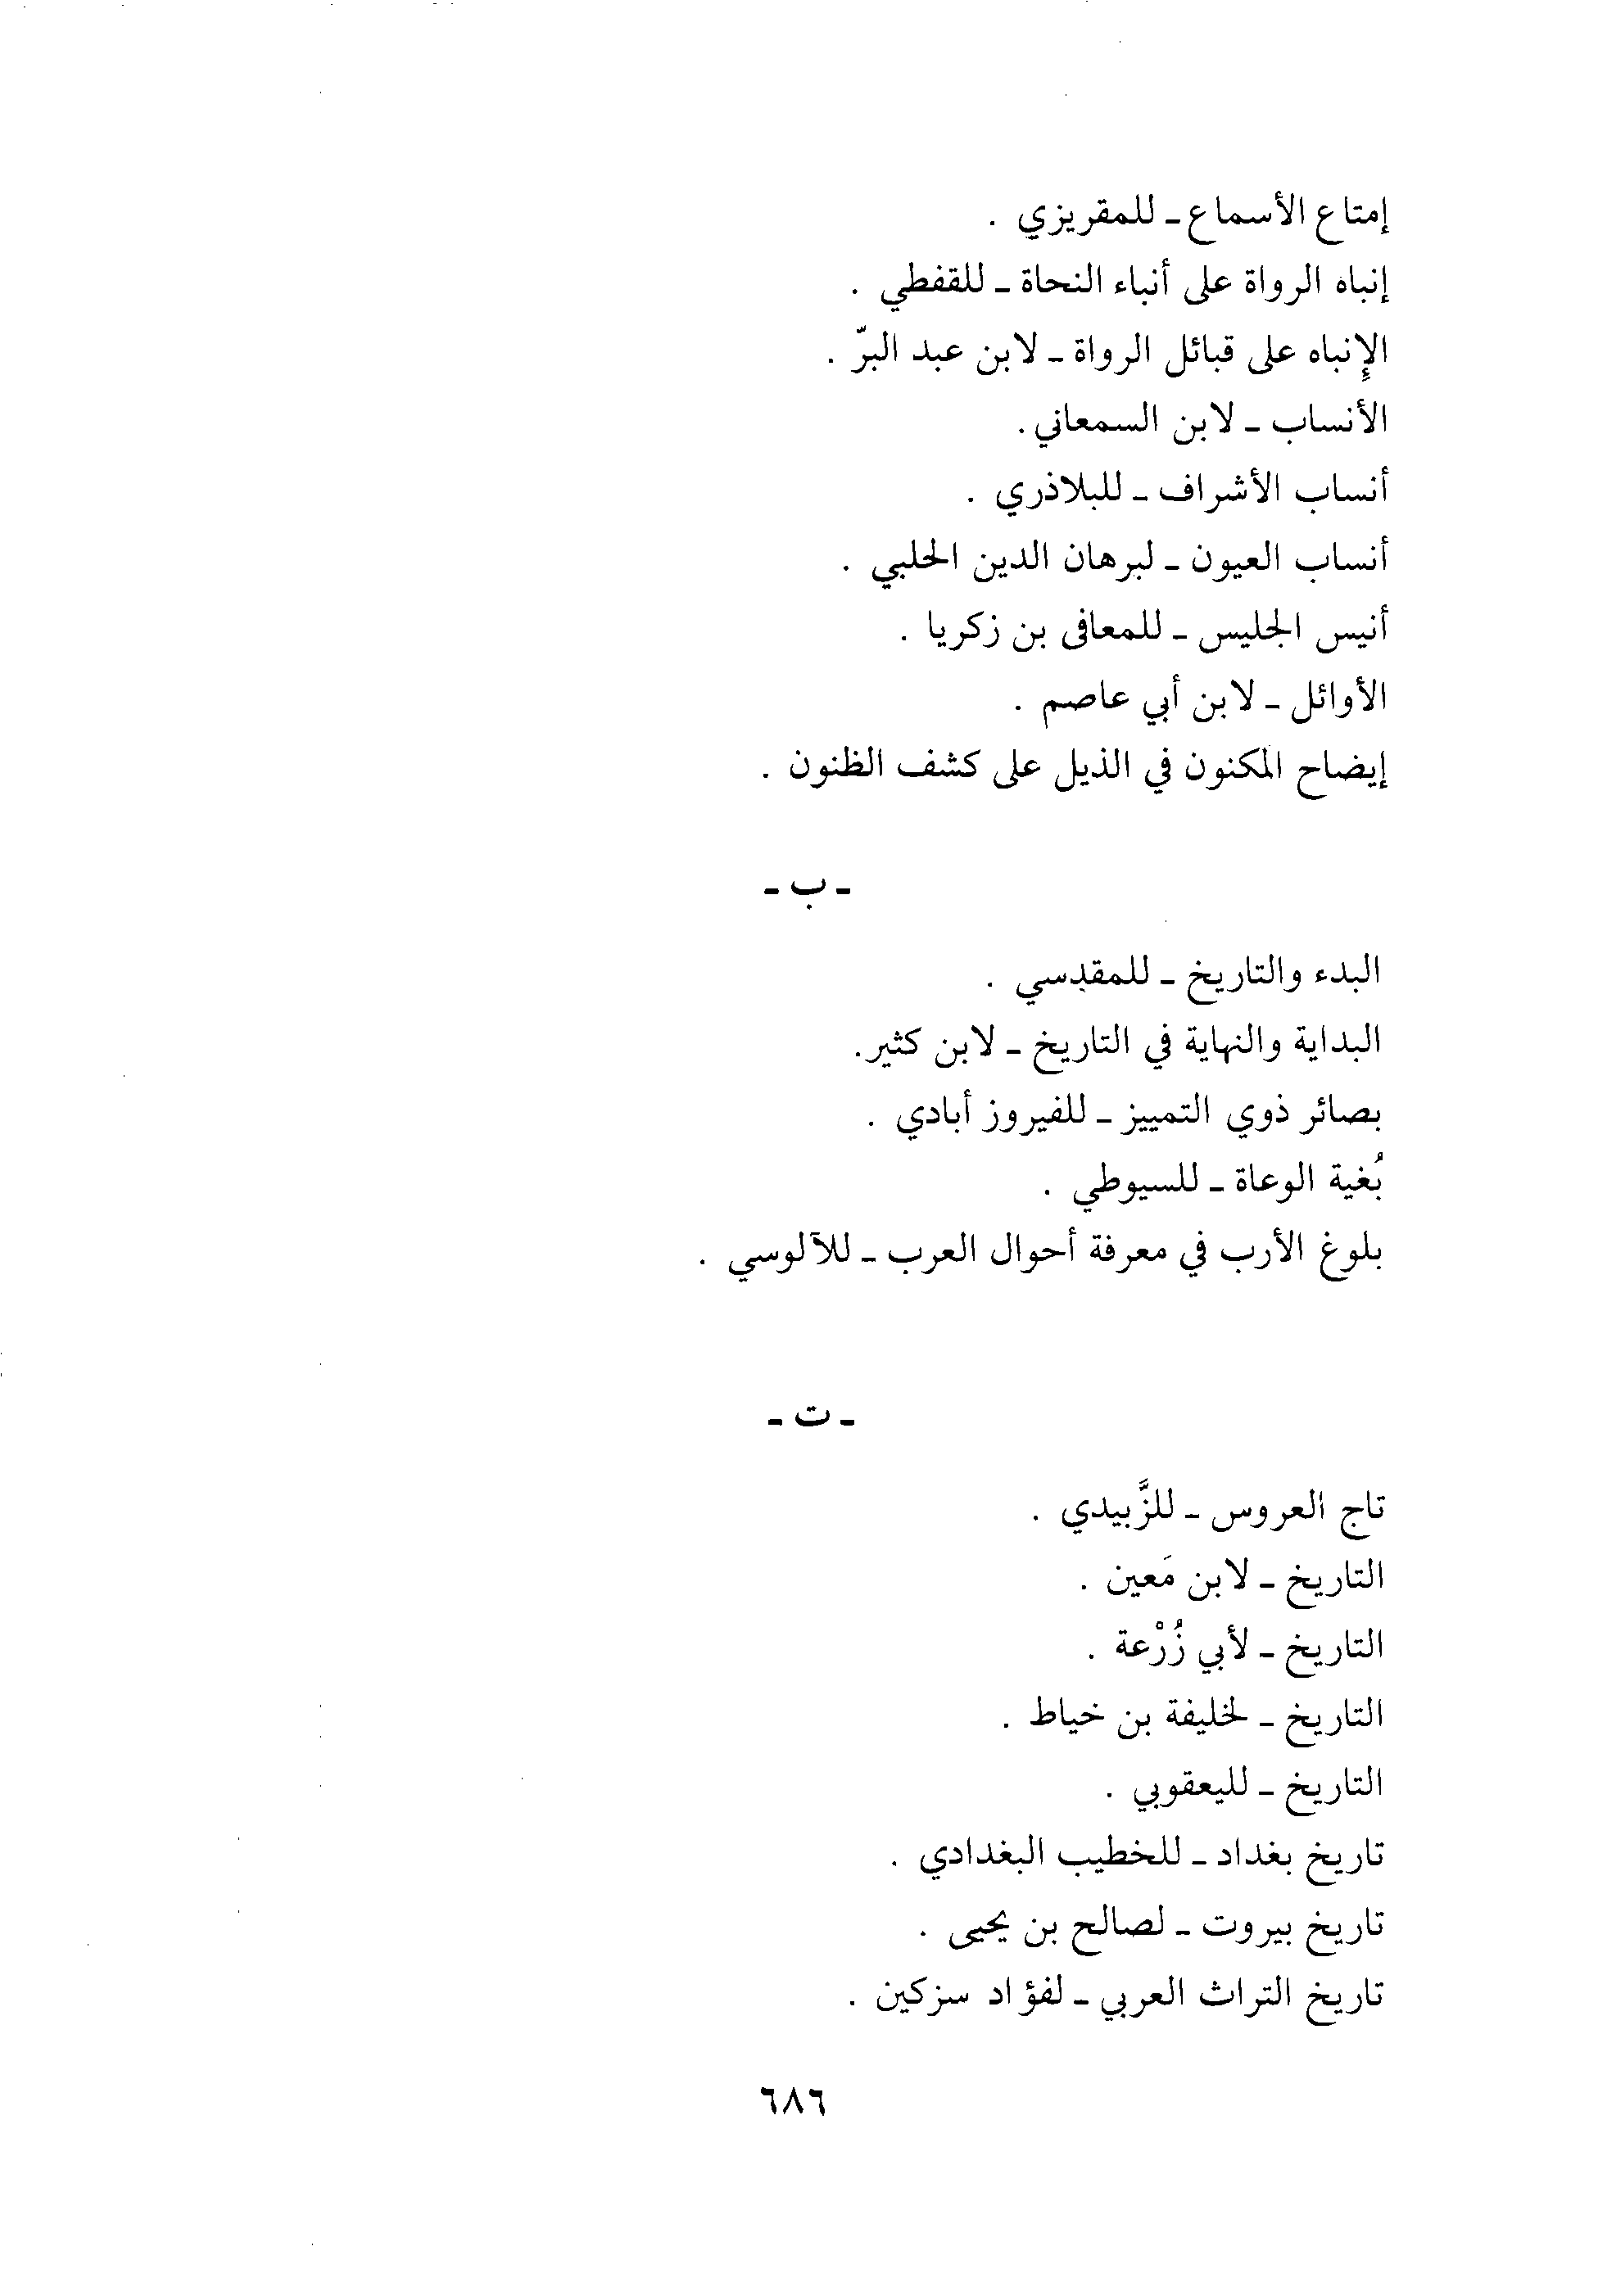 إمتاع الأسماع ـ للمقريزي .
إنباه الرواة على أنباء النحاة ـ للقفطي .
الإنباه على قبائل الرواة ـ لابن عبد البرّ .
الأنساب ـ لابن السمعاني .
أنساب الأشراف ـ للبلاذري .
أنساب العيون ـ لبرهان الدين الحلبي .
أنيس الجليس ـ للمعافى بن زكريا .
الأوائل ـ لابن أبي عاصم .
إيضاح المكنون في الذيل على كشف الظنون .
ـ ب ـ
البدء والتاريخ ـ للمقدسي .
البداية والنهاية في التاريخ ـ لابن كثير .
بصائر ذوي التمييز ـ للفيروز أبادي .
بُغية الوعاة ـ للسيوطي .
بلوغ الأرب في معرفة أحوال العرب ـ للآلوسي .
ـ ت ـ
تاج العروس ـ للزَّبيدي .
التاريخ ـ لابن مَعين .
التاريخ ـ لأبي زُرْعة .
التاريخ ـ لخليفة بن خياط .
التاريخ ـ لليعقوبي .
تاريخ بغداد ـ للخطيب البغدادي .
تاريخ بيروت ـ لصالح بن يحيى .
تاريخ التراث العربي ـ لفؤاد سزكين .
٦٨٦